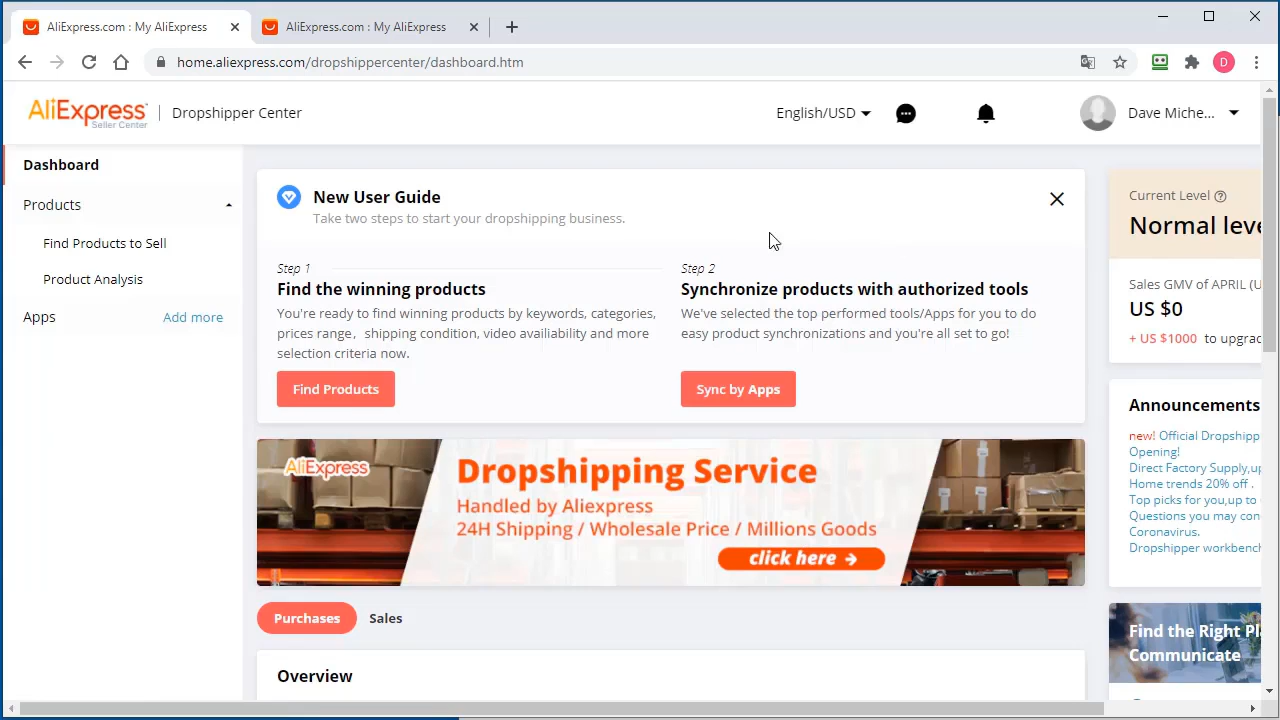 AliExpress.com : My AliExpress
AliExpress.com : My AliExpress
home.aliexpress.com/dropshippercenter/dashboard.htm
D
AliExpress
Seller Center
Dropshipper Center
English/USD
Dave Miche...
Dashboard
Products
Find Products to Sell
Product Analysis
Apps
Add more
New User Guide
Take two steps to start your dropshipping business.
Step 1
Find the winning products
You're ready to find winning products by keywords, categories,
prices range, shipping condition, video availiability and more
selection criteria now.
Find Products
Step 2
Synchronize products with authorized tools
We've selected the top performed tools/Apps for you to do
easy product synchronizations and you're all set to go!
Sync by Apps
AliExpress
Dropshipping Service
Handled by Aliexpress
24H Shipping / Wholesale Price / Millions Goods
click here
Purchases
Sales
Overview
Current Level
Normal leve
Sales GMV of APRIL (U
US $0
+ US $1000 to upgrad
Announcements
new! Official Dropshipp
Opening!
Direct Factory Supply,up
Home trends 20% off .
Top picks for you,up to
Questions you may con
Coronavirus.
Dropshipper workbench
Find the Right Pl
Communicate